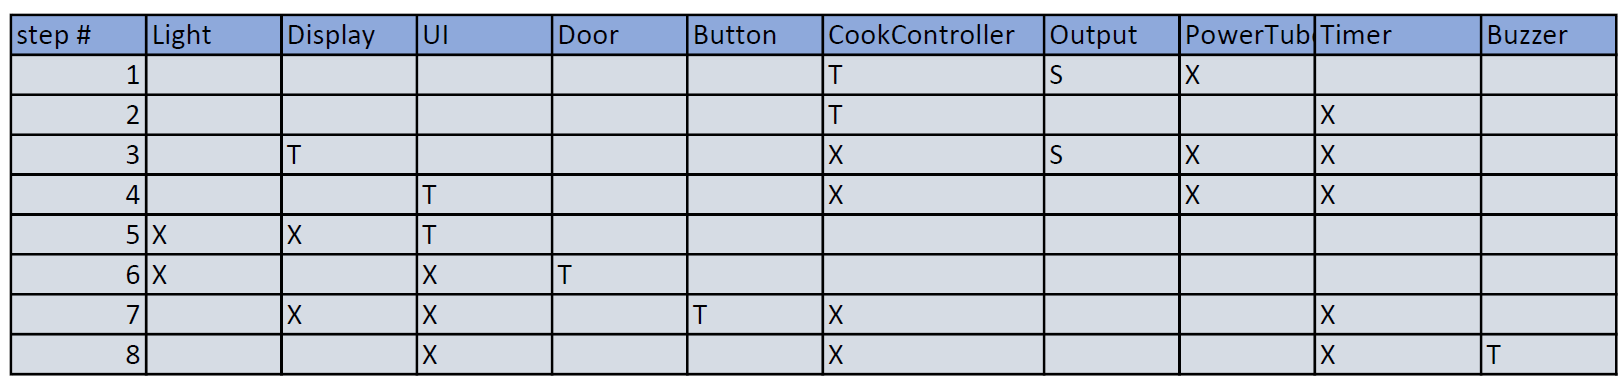 step # Light Display UI Door Button CookController Output PowerTub Timer Buzzer
1 T S X
2 T X
3 T X S X X
4 T X X X
5 X X T
6 X X T
7 X X T X X
8 X X X T